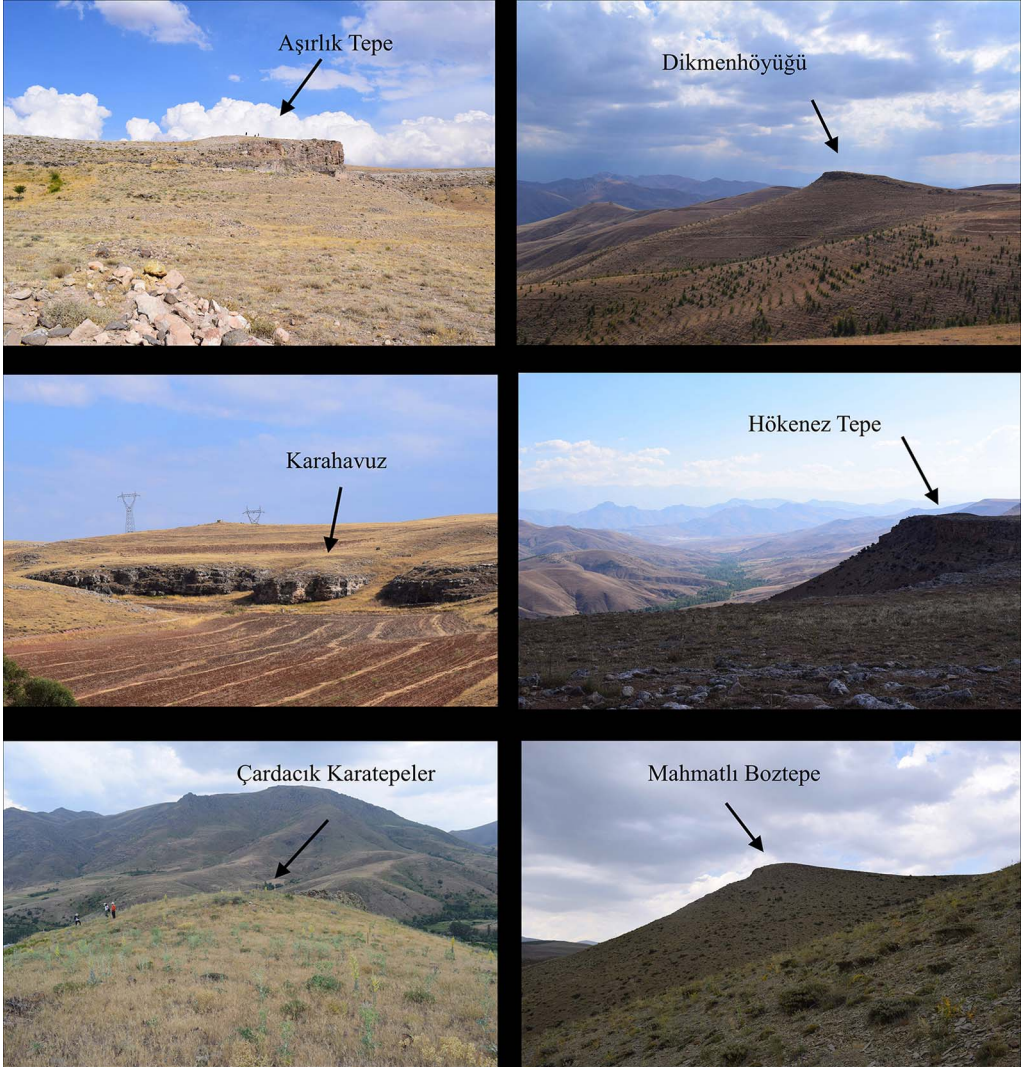 Aşırlık Tepe
Dikmenhöyüğü
Karahavuz
Hökenez Tepe
Çardacık Karatepeler
Mahmatlı Boztepe